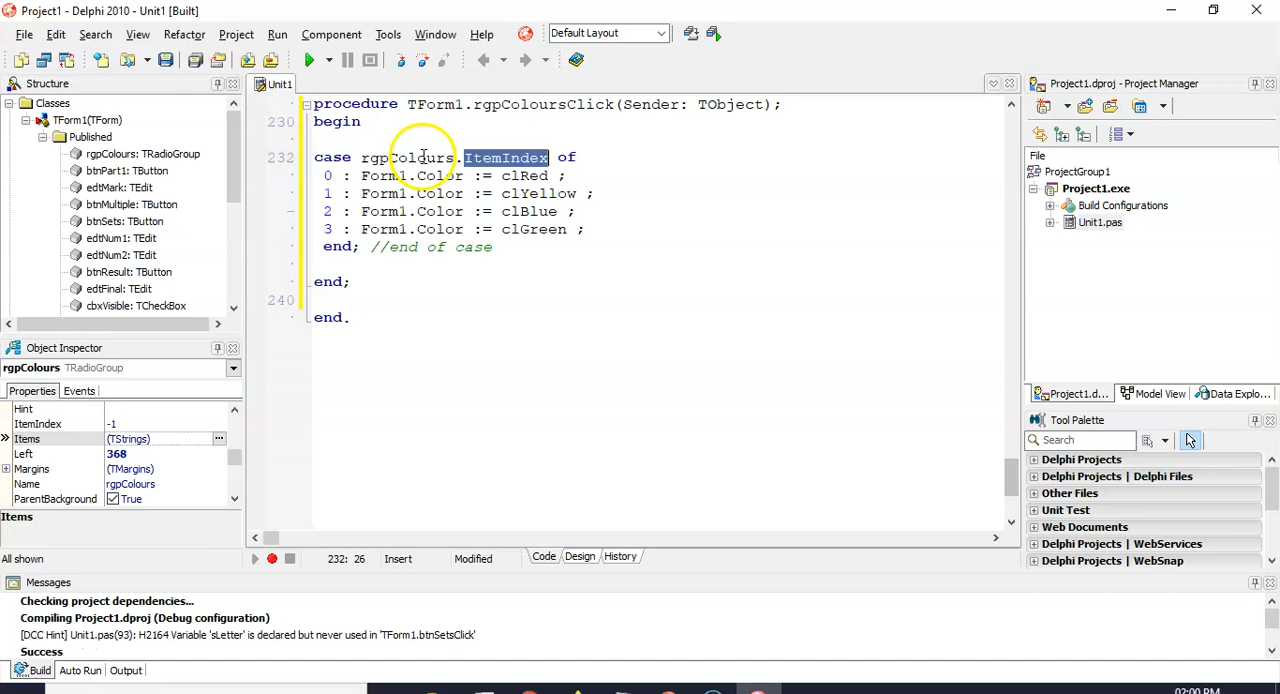 Project1 - Delphi 2010 - Unit1 [Built]
File Edit Search View Refactor Project Run Component Tools Window Help Default Layout
Structure
Classes
TForm1(TForm)
Published
rgpColours: TRadioGroup
btnPart1: TButton
edtMark: TEdit
btnMultiple: TButton
btnSets: TButton
edtNum1: TEdit
edtNum2: TEdit
btnResult: TButton
edtFinal: TEdit
cbxVisible: TCheckBox
Object Inspector
rgpColours TRadioGroup
Properties Events
Hint
ItemIndex -1
Items (TStrings)
Left 368
Margins (TMargins)
Name rgpColours
ParentBackground True
Items
All shown
Unit1
procedure TForm1.rgpColoursClick(Sender: TObject);
230 begin
232 case rgpColours.ItemIndex of
0 : Form1.Color := clRed ;
1 : Form1.Color := clYellow ;
2 : Form1.Color := clBlue ;
3 : Form1.Color := clGreen ;
end; //end of case
end;
240
end.
232: 26 Insert Modified Code Design History
Project1.dproj - Project Manager
File
ProjectGroup1
Project1.exe
Build Configurations
Unit1.pas
Project1.d... Model View Data Explo...
Tool Palette
Search
Delphi Projects
Delphi Projects | Delphi Files
Other Files
Unit Test
Web Documents
Delphi Projects | WebServices
Delphi Projects | WebSnap
Messages
Checking project dependencies...
Compiling Project1.dproj (Debug configuration)
[DCC Hint] Unit1.pas(93): H2164 Variable 'sLetter' is declared but never used in 'TForm1.btnSetsClick'
Success
Build Auto Run Output
02:00 PM